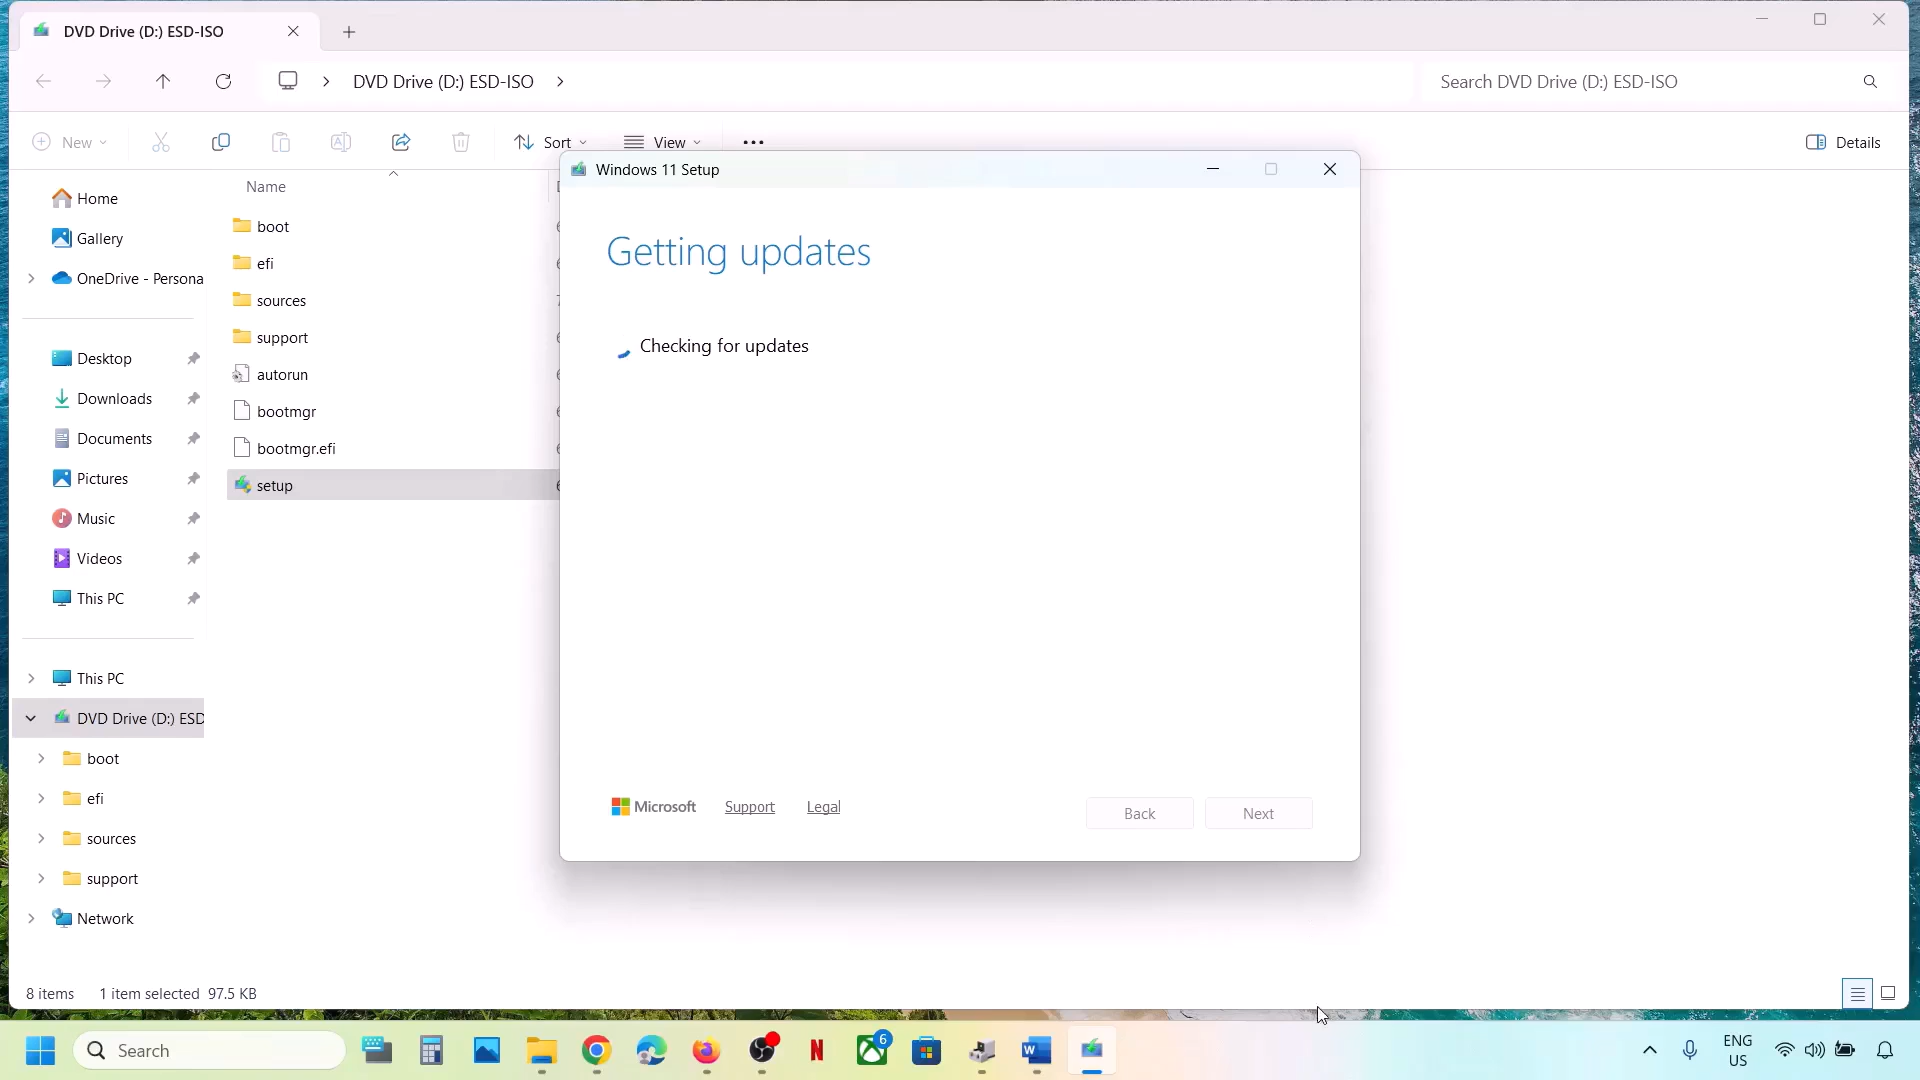 DVD Drive (D:) ESD-ISO
DVD Drive (D:) ESD-ISO
Search DVD Drive (D:) ESD-ISO
New
Sort
View
Details
Home
Gallery
OneDrive - Persona
Desktop
Downloads
Documents
Pictures
Music
Videos
This PC
This PC
DVD Drive (D:) ESD
boot
efi
sources
support
Network
Name
boot
efi
sources
support
autorun
bootmgr
bootmgr.efi
setup
Windows 11 Setup
Getting updates
Checking for updates
Microsoft
Support
Legal
Back
Next
8 items
1 item selected 97.5 KB
Search
6
ENG
US